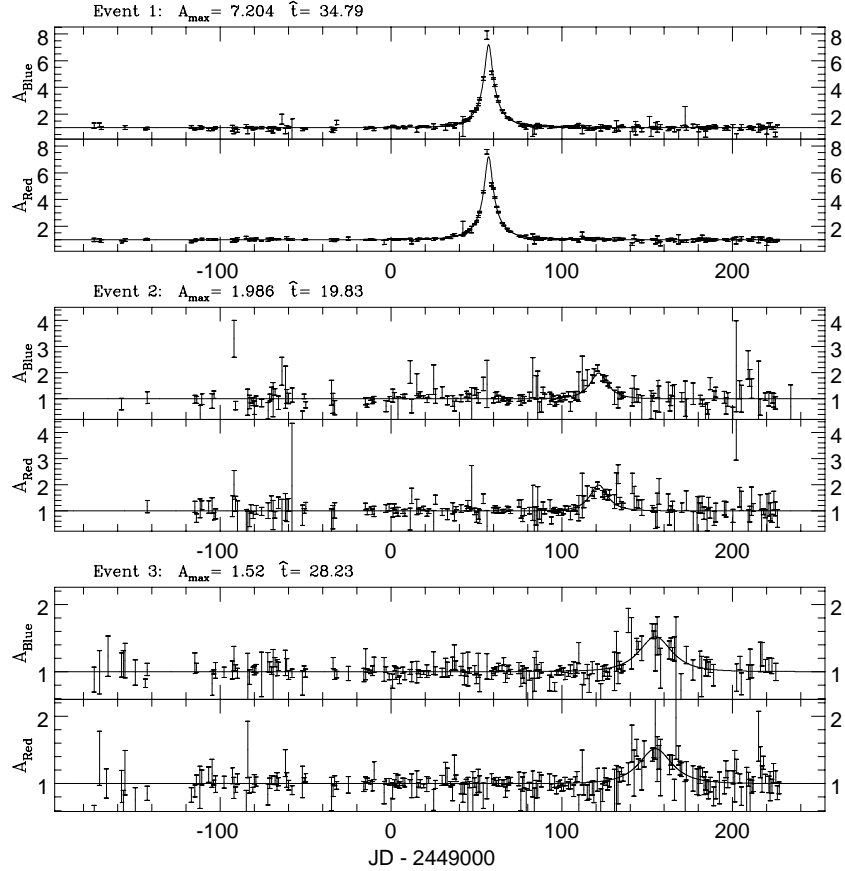 Event 1: A_max= 7.204 t̂= 34.79
8 8
6 6
4 4
2 2
A_Blue
8 8
6 6
4 4
2 2
A_Red
-100 0 100 200
Event 2: A_max= 1.986 t̂= 19.83
4 4
3 3
2 2
1 1
A_Blue
4 4
3 3
2 2
1 1
A_Red
-100 0 100 200
Event 3: A_max= 1.52 t̂= 28.23
2 2
1 1
A_Blue
2 2
1 1
A_Red
-100 0 100 200
JD - 2449000